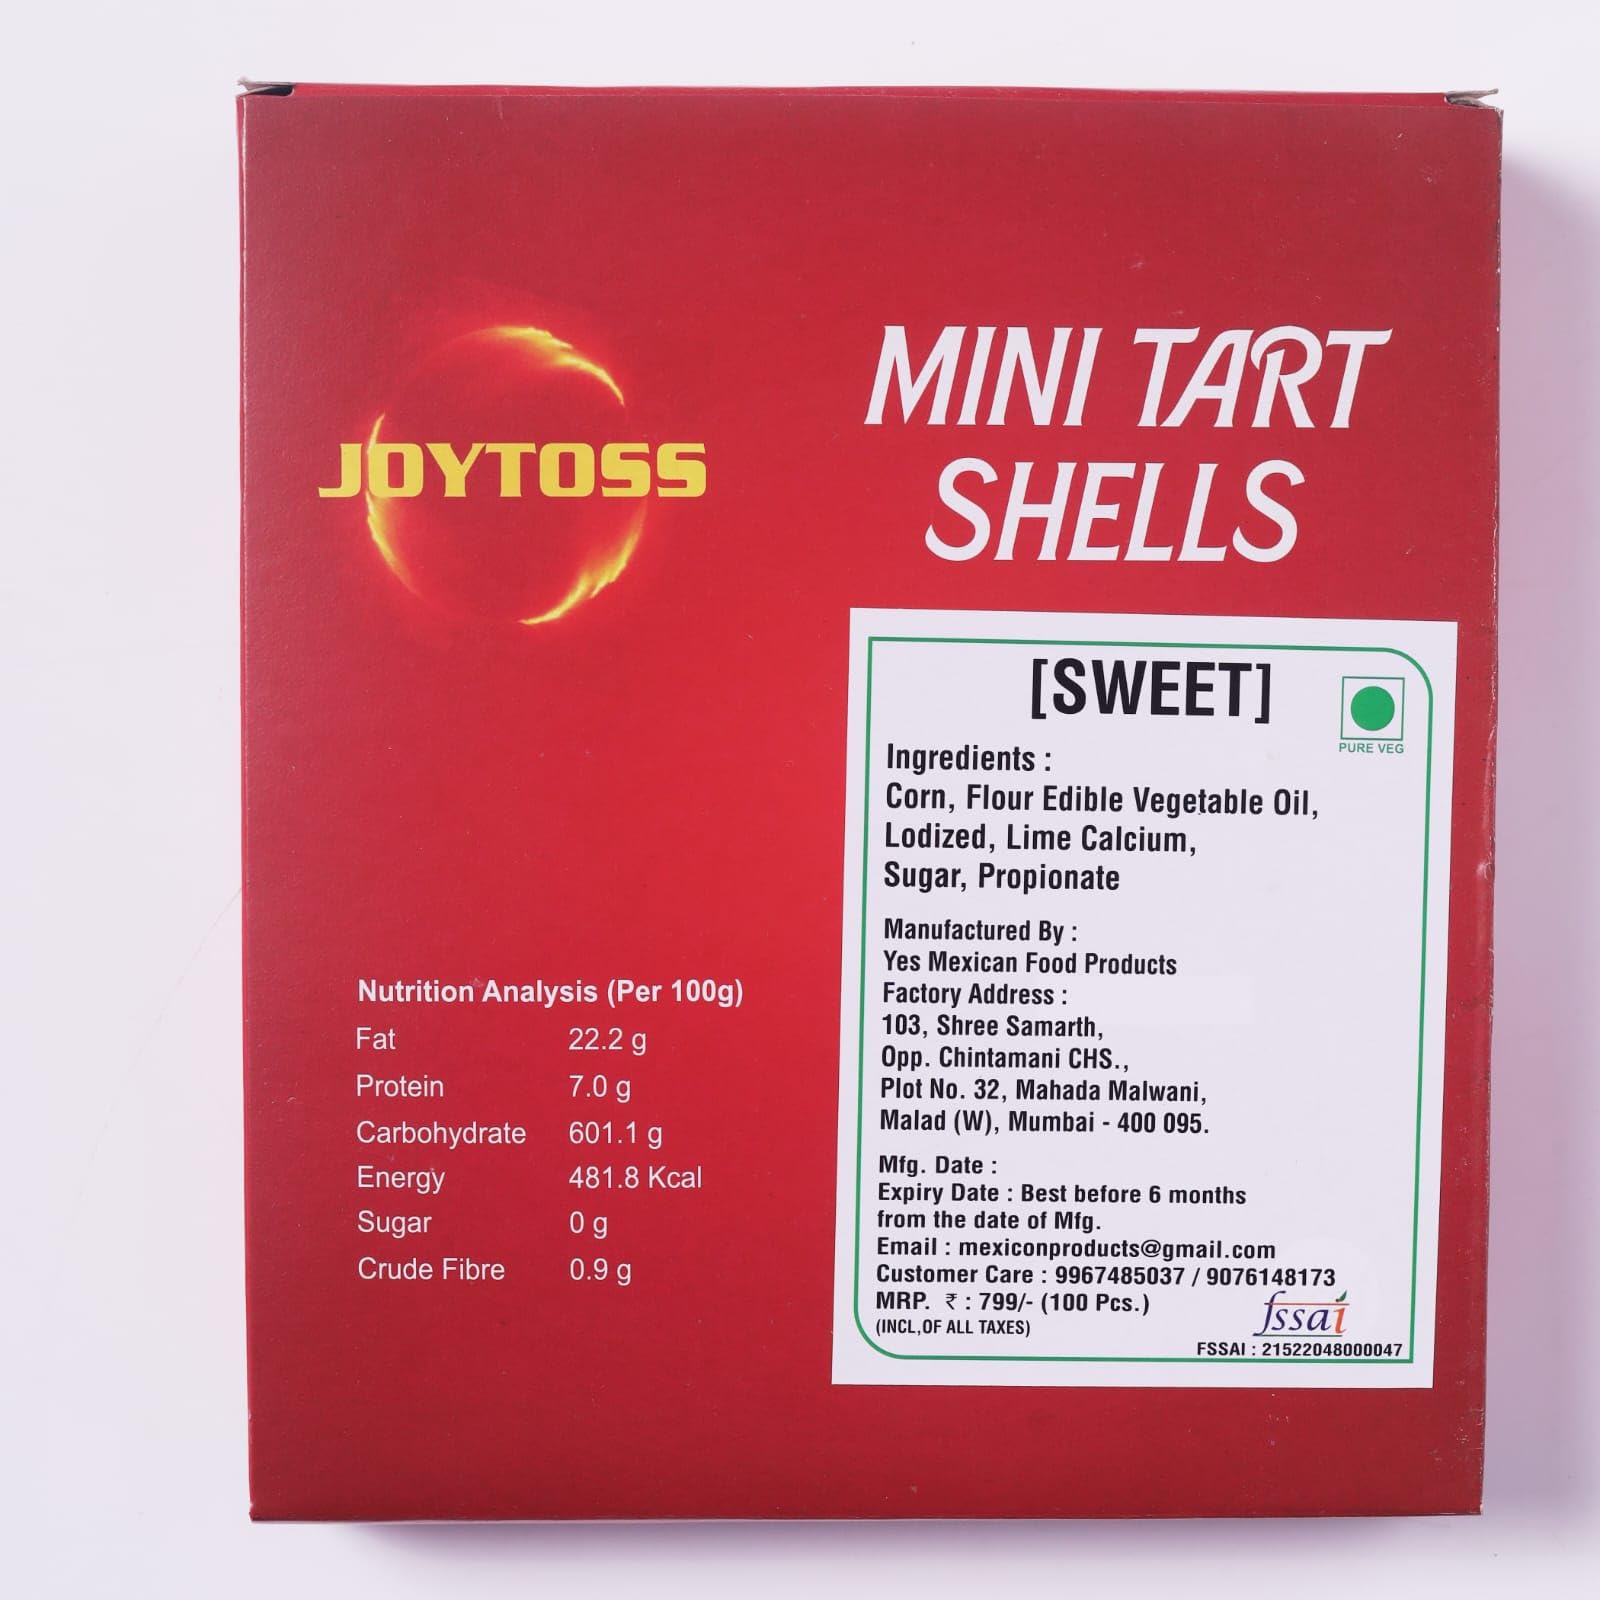 JOYTOSS
MINI TART
SHELLS
[SWEET]
PURE VEG
Ingredients :
Corn, Flour Edible Vegetable Oil,
Lodized, Lime Calcium,
Sugar, Propionate
Manufactured By :
Yes Mexican Food Products
Factory Address :
103, Shree Samarth,
Opp. Chintamani CHS.,
Plot No. 32, Mahada Malwani,
Malad (W), Mumbai - 400 095.
Mfg. Date :
Expiry Date : Best before 6 months
from the date of Mfg.
Email : mexiconproducts@gmail.com
Customer Care : 9967485037 / 9076148173
MRP. ₹ : 799/- (100 Pcs.)
(INCL,OF ALL TAXES)
fssai
FSSAI : 21522048000047
Nutrition Analysis (Per 100g)
Fat 22.2 g
Protein 7.0 g
Carbohydrate 601.1 g
Energy 481.8 Kcal
Sugar 0 g
Crude Fibre 0.9 g